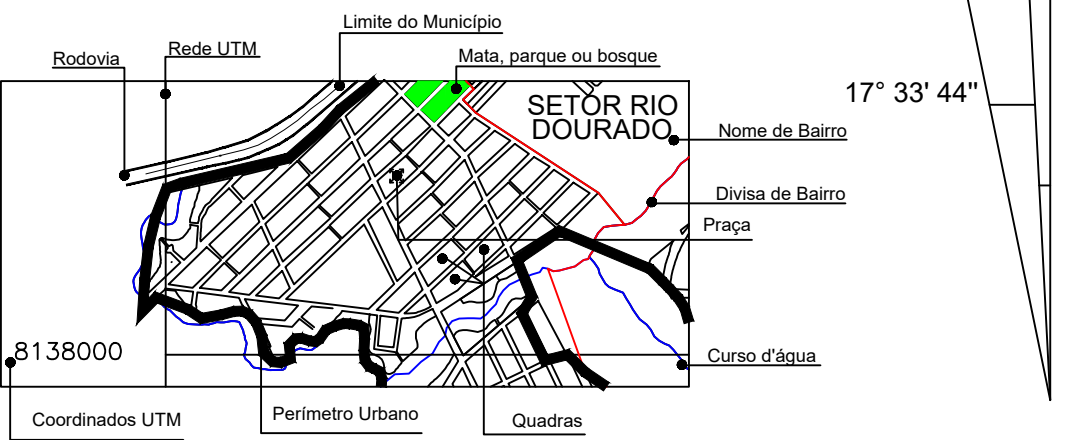 Limite do Município
Rede UTM
Rodovia
Mata, parque ou bosque
17° 33' 44"
SETOR RIO
DOURADO
Nome de Bairro
Divisa de Bairro
Praça
8138000
Curso d'água
Coordinados UTM
Perímetro Urbano
Quadras